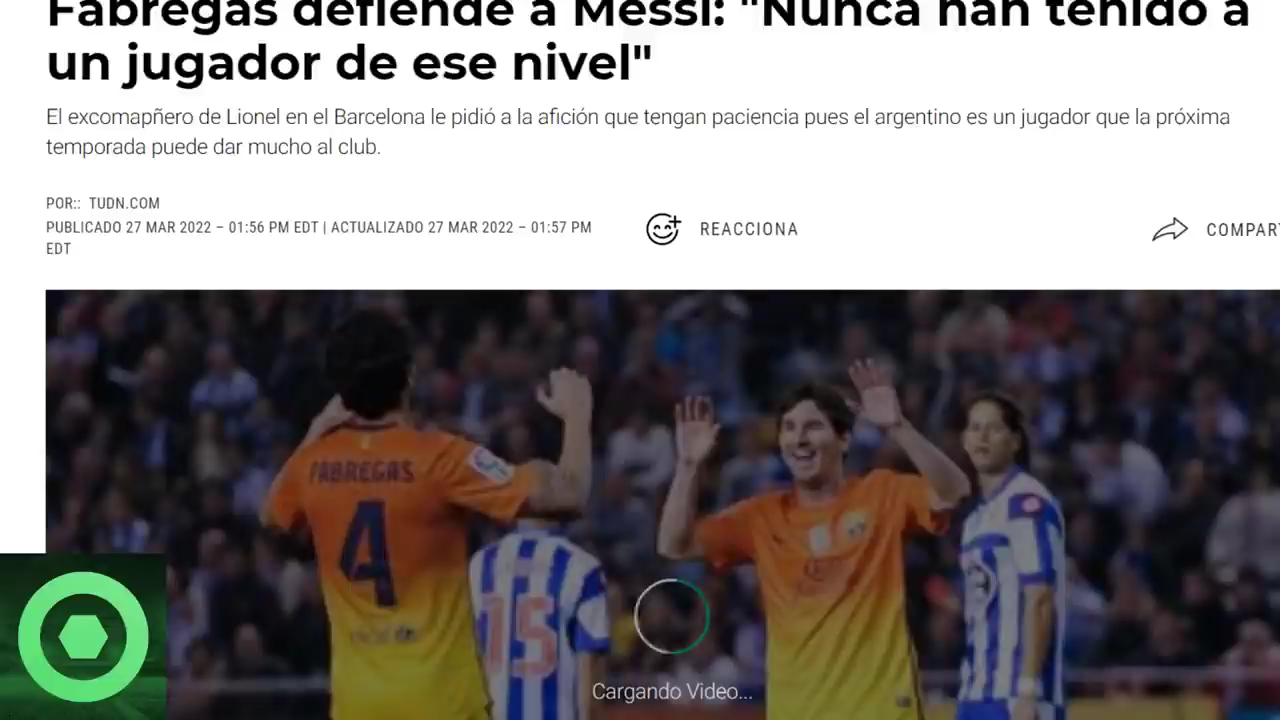 Fábregas defiende a Messi: "Nunca han tenido a
un jugador de ese nivel"
El excomapñero de Lionel en el Barcelona le pidió a la afición que tengan paciencia pues el argentino es un jugador que la próxima
temporada puede dar mucho al club.
POR:: TUDN.COM
PUBLICADO 27 MAR 2022 – 01:56 PM EDT | ACTUALIZADO 27 MAR 2022 – 01:57 PM
EDT
REACCIONA
COMPART
FABREGAS
4
15
Cargando Video...